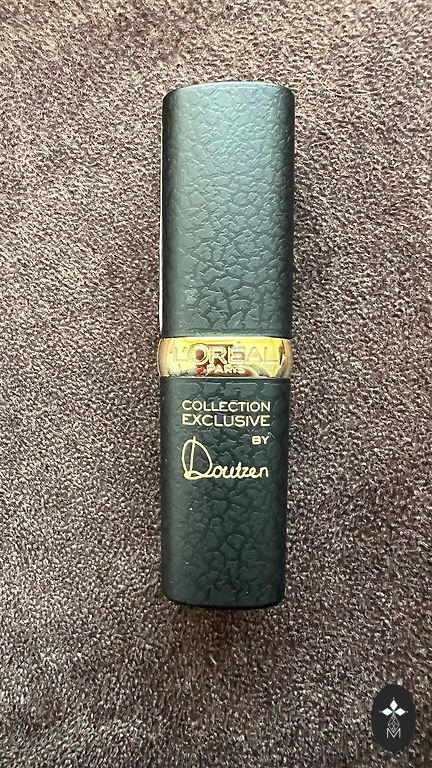 L'ORÉAL
PARIS
COLLECTION
EXCLUSIVE
BY
Doutzen
M